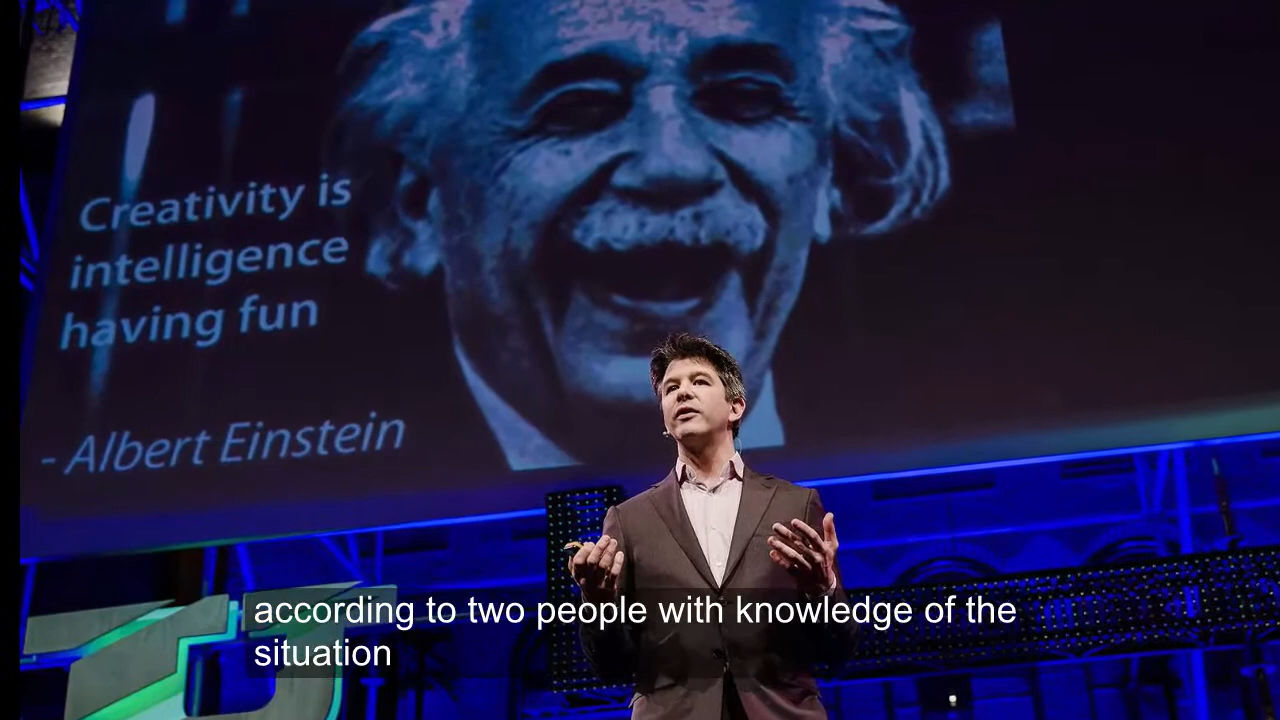 Creativity is
intelligence
having fun
- Albert Einstein
according to two people with knowledge of the
situation